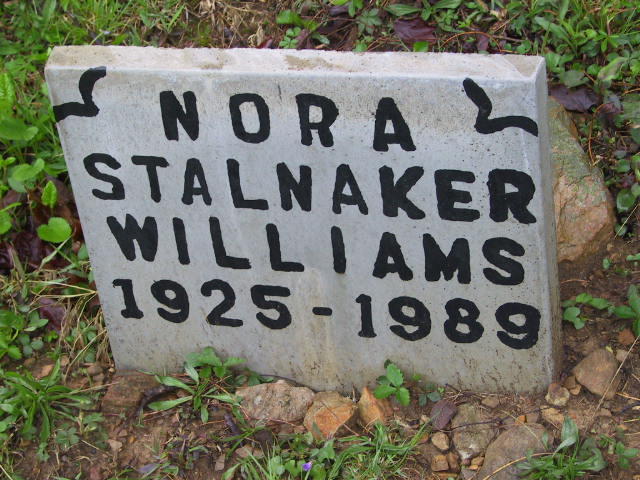 NORA
STALNAKER
WILLIAMS
1925-1989